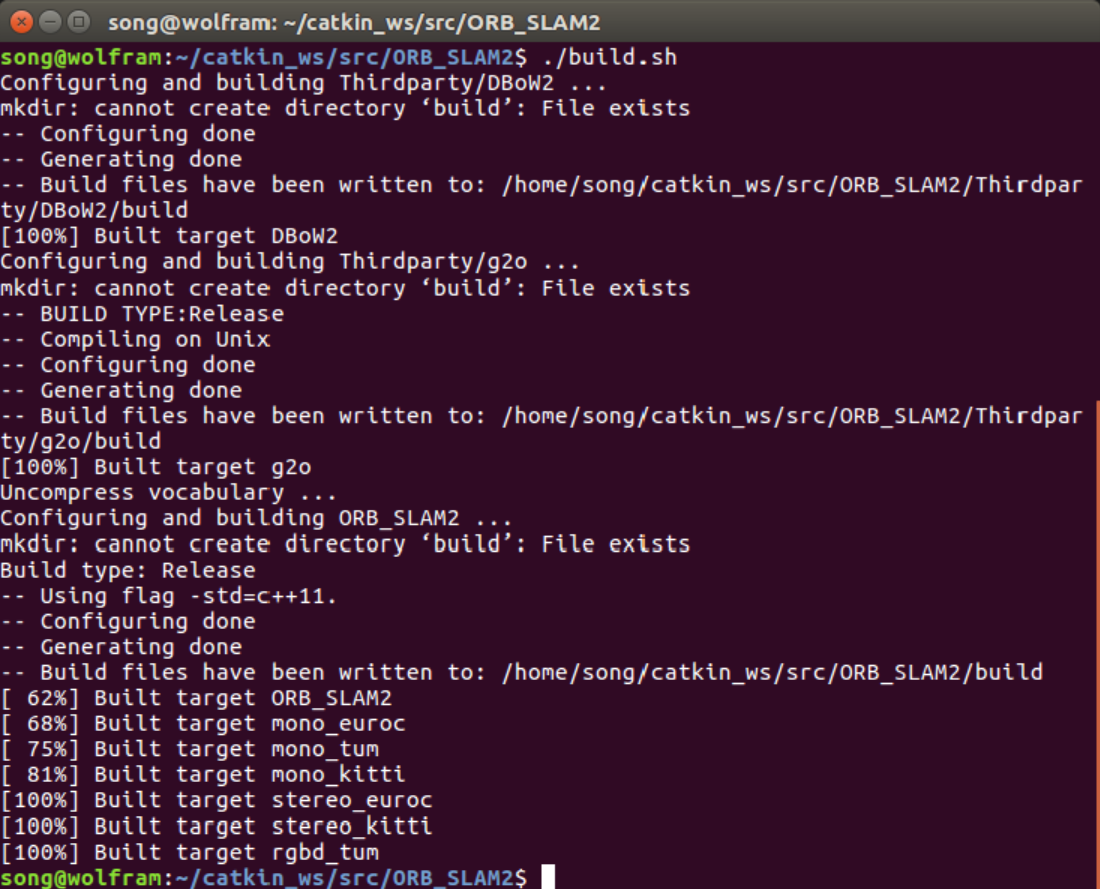 song@wolfram: ~/catkin_ws/src/ORB_SLAM2
song@wolfram:~/catkin_ws/src/ORB_SLAM2$ ./build.sh
Configuring and building Thirdparty/DBoW2 ...
mkdir: cannot create directory ‘build’: File exists
-- Configuring done
-- Generating done
-- Build files have been written to: /home/song/catkin_ws/src/ORB_SLAM2/Thirdpar
ty/DBoW2/build
[100%] Built target DBoW2
Configuring and building Thirdparty/g2o ...
mkdir: cannot create directory ‘build’: File exists
-- BUILD TYPE:Release
-- Compiling on Unix
-- Configuring done
-- Generating done
-- Build files have been written to: /home/song/catkin_ws/src/ORB_SLAM2/Thirdpar
ty/g2o/build
[100%] Built target g2o
Uncompress vocabulary ...
Configuring and building ORB_SLAM2 ...
mkdir: cannot create directory ‘build’: File exists
Build type: Release
-- Using flag -std=c++11.
-- Configuring done
-- Generating done
-- Build files have been written to: /home/song/catkin_ws/src/ORB_SLAM2/build
[ 62%] Built target ORB_SLAM2
[ 68%] Built target mono_euroc
[ 75%] Built target mono_tum
[ 81%] Built target mono_kitti
[100%] Built target stereo_euroc
[100%] Built target stereo_kitti
[100%] Built target rgbd_tum
song@wolfram:~/catkin_ws/src/ORB_SLAM2$